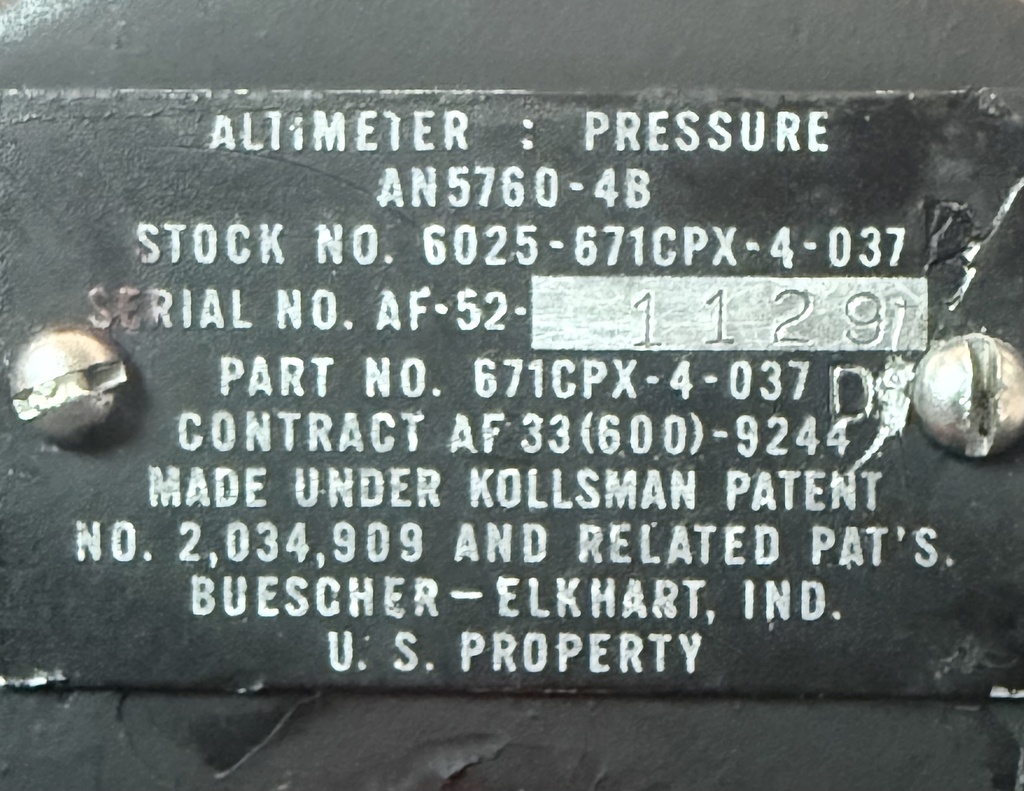 ALTIMETER : PRESSURE
AN5760-4B
STOCK NO. 6025-671CPX-4-037 D
SERIAL NO. AF-52- 1129
PART NO. 671CPX-4-037 D
CONTRACT AF 33(600)-9244
MADE UNDER KOLLSMAN PATENT
NO. 2,034,909 AND RELATED PAT'S.
BUESCHER-ELKHART, IND.
U. S. PROPERTY